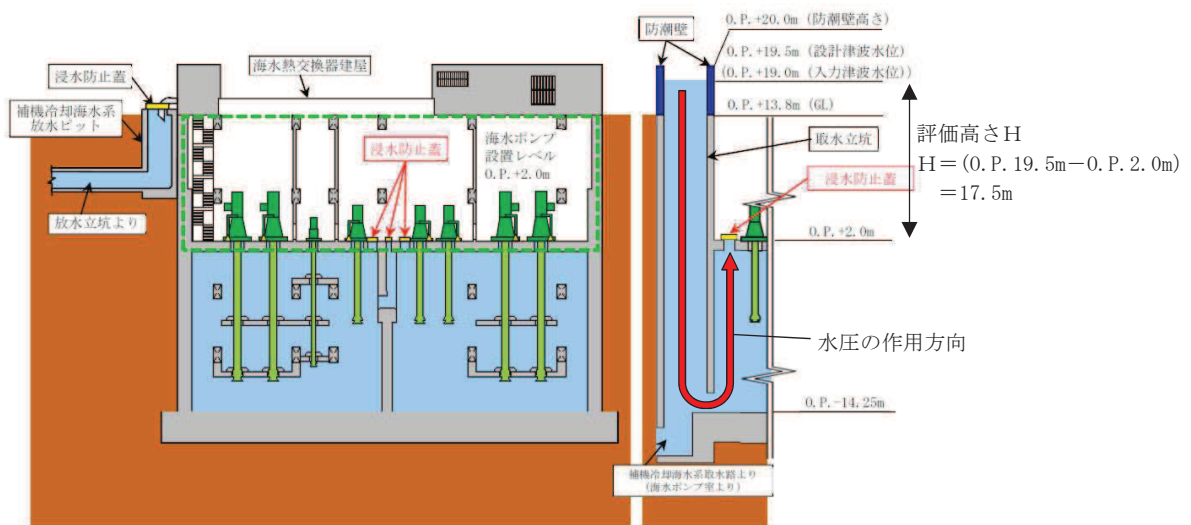 浸水防止蓋
補機冷却海水系
放水ピット
放水立坑より
海水熱交換器建屋
海水ポンプ
設置レベル
O.P.+2.0m
浸水防止蓋
防潮壁
O.P.+20.0m (防潮壁高さ)
O.P.+19.5m (設計津波水位)
(O.P.+19.0m (入力津波水位))
O.P.+13.8m (GL)
取水立坑
浸水防止蓋
O.P.+2.0m
評価高さH
H=(O.P.19.5m-O.P.2.0m)
=17.5m
水圧の作用方向
O.P.-14.25m
補機冷却海水系取水路より
(海水ポンプ室より)